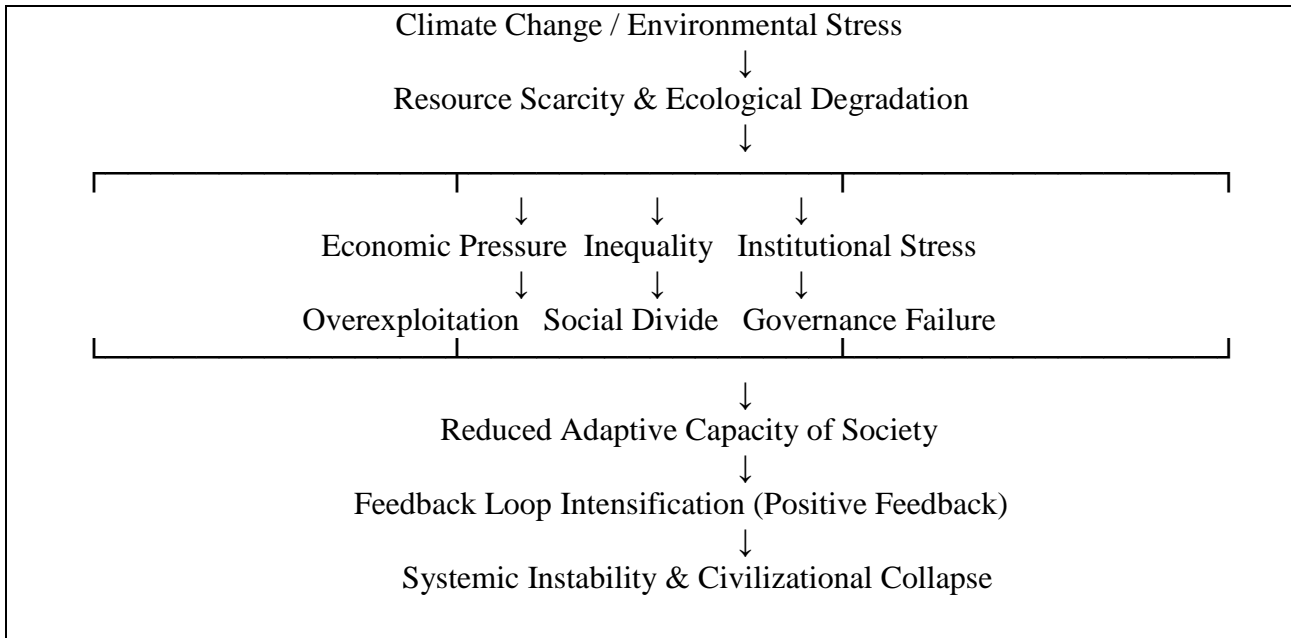 Climate Change / Environmental Stress
↓
Resource Scarcity & Ecological Degradation
↓
↓ ↓ ↓
Economic Pressure Inequality Institutional Stress
↓ ↓ ↓
Overexploitation Social Divide Governance Failure
↓
Reduced Adaptive Capacity of Society
↓
Feedback Loop Intensification (Positive Feedback)
↓
Systemic Instability & Civilizational Collapse